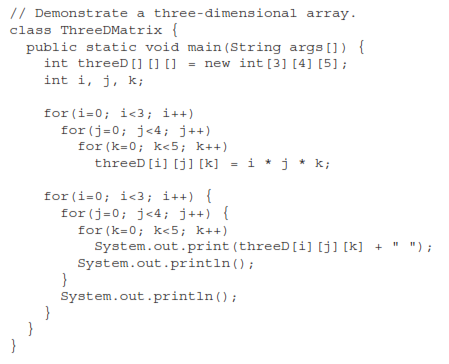 // Demonstrate a three-dimensional array.
class ThreeDMatrix {
  public static void main(String args[]) {
    int threeD[][][] = new int[3][4][5];
    int i, j, k;

    for(i=0; i<3; i++)
      for(j=0; j<4; j++)
        for(k=0; k<5; k++)
          threeD[i][j][k] = i * j * k;

    for(i=0; i<3; i++) {
      for(j=0; j<4; j++) {
        for(k=0; k<5; k++)
          System.out.print(threeD[i][j][k] + " ");
        System.out.println();
      }
      System.out.println();
    }
  }
}